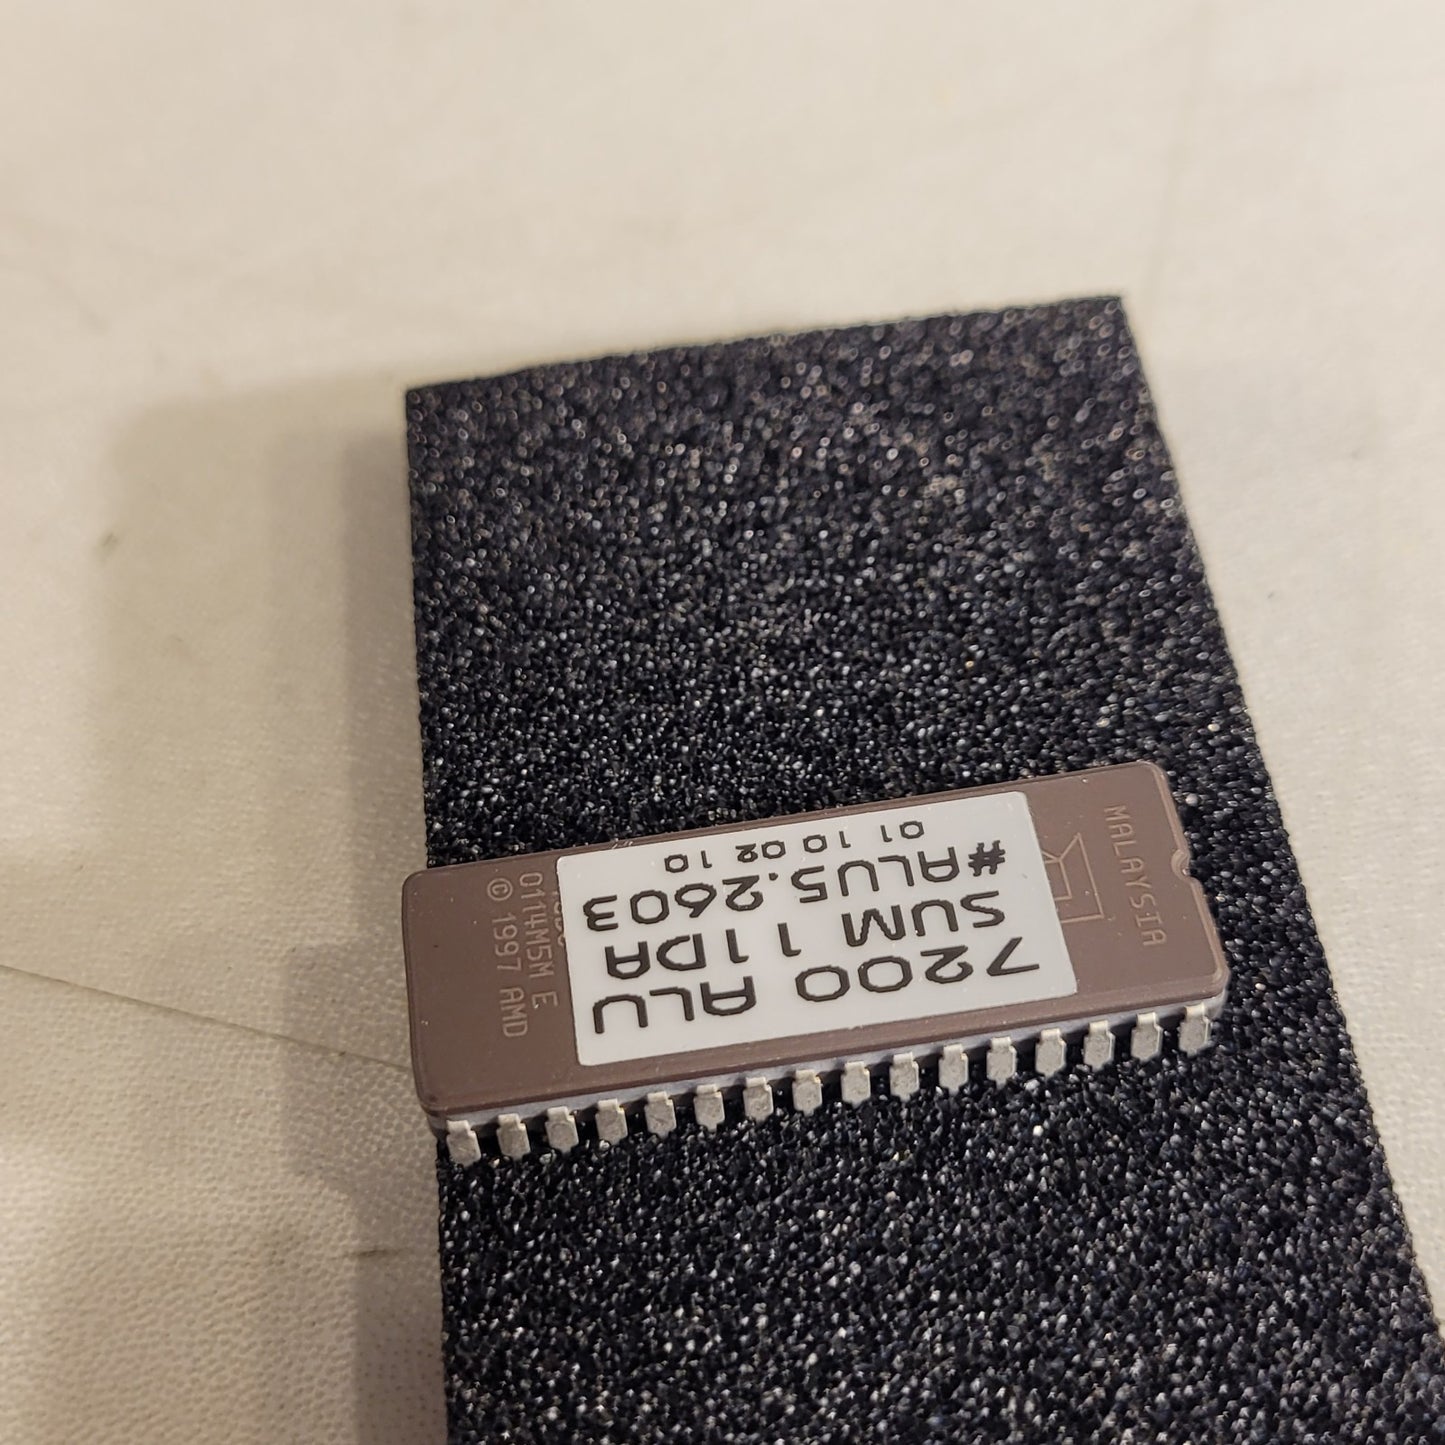 7200 ALU
SUM 11DA
#ALU5.2603
01 10 02 10
MALAYSIA
0114M5M E
© 1997 AMD